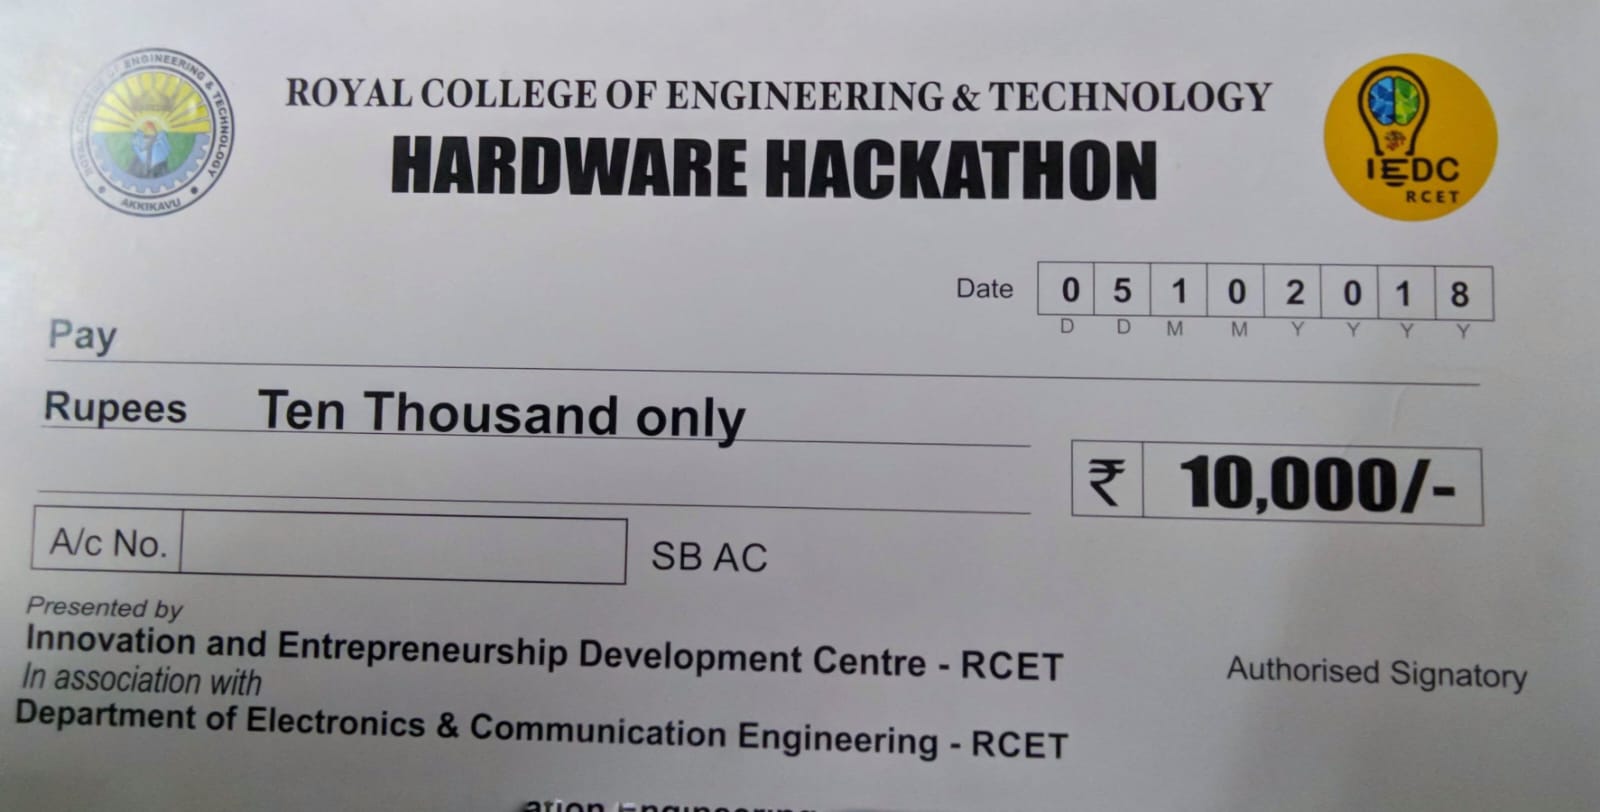 ROYAL COLLEGE OF ENGINEERING & TECHNOLOGY
AKKIKAVU
ROYAL COLLEGE OF ENGINEERING & TECHNOLOGY
HARDWARE HACKATHON
IEDC
RCET
Date 0 5 1 0 2 0 1 8
D D M M Y Y Y Y
Pay
Rupees Ten Thousand only
₹ 10,000/-
A/c No. SB AC
Presented by
Innovation and Entrepreneurship Development Centre - RCET
Authorised Signatory
In association with
Department of Electronics & Communication Engineering - RCET